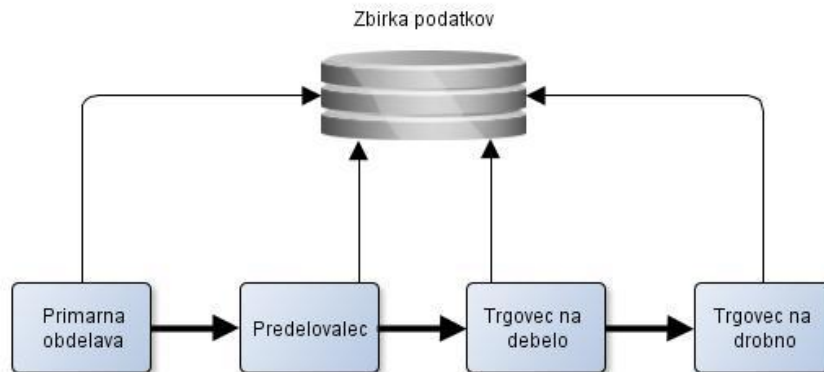 Zbirka podatkov
Primarna
obdelava
Predelovalec
Trgovec na
debelo
Trgovec na
drobno